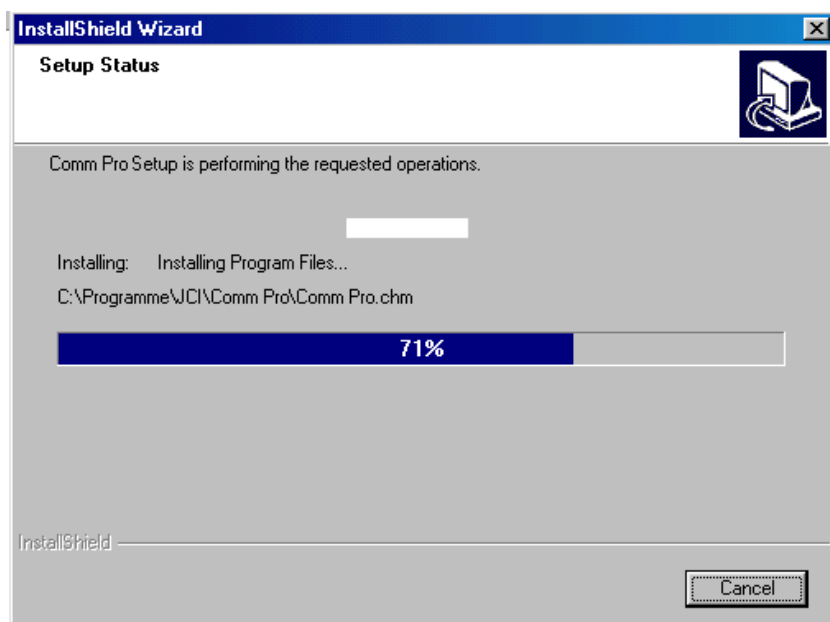 InstallShield Wizard
Setup Status
Comm Pro Setup is performing the requested operations.
Installing: Installing Program Files...
C:\Programme\JCI\Comm Pro\Comm Pro.chm
71%
InstallShield
Cancel